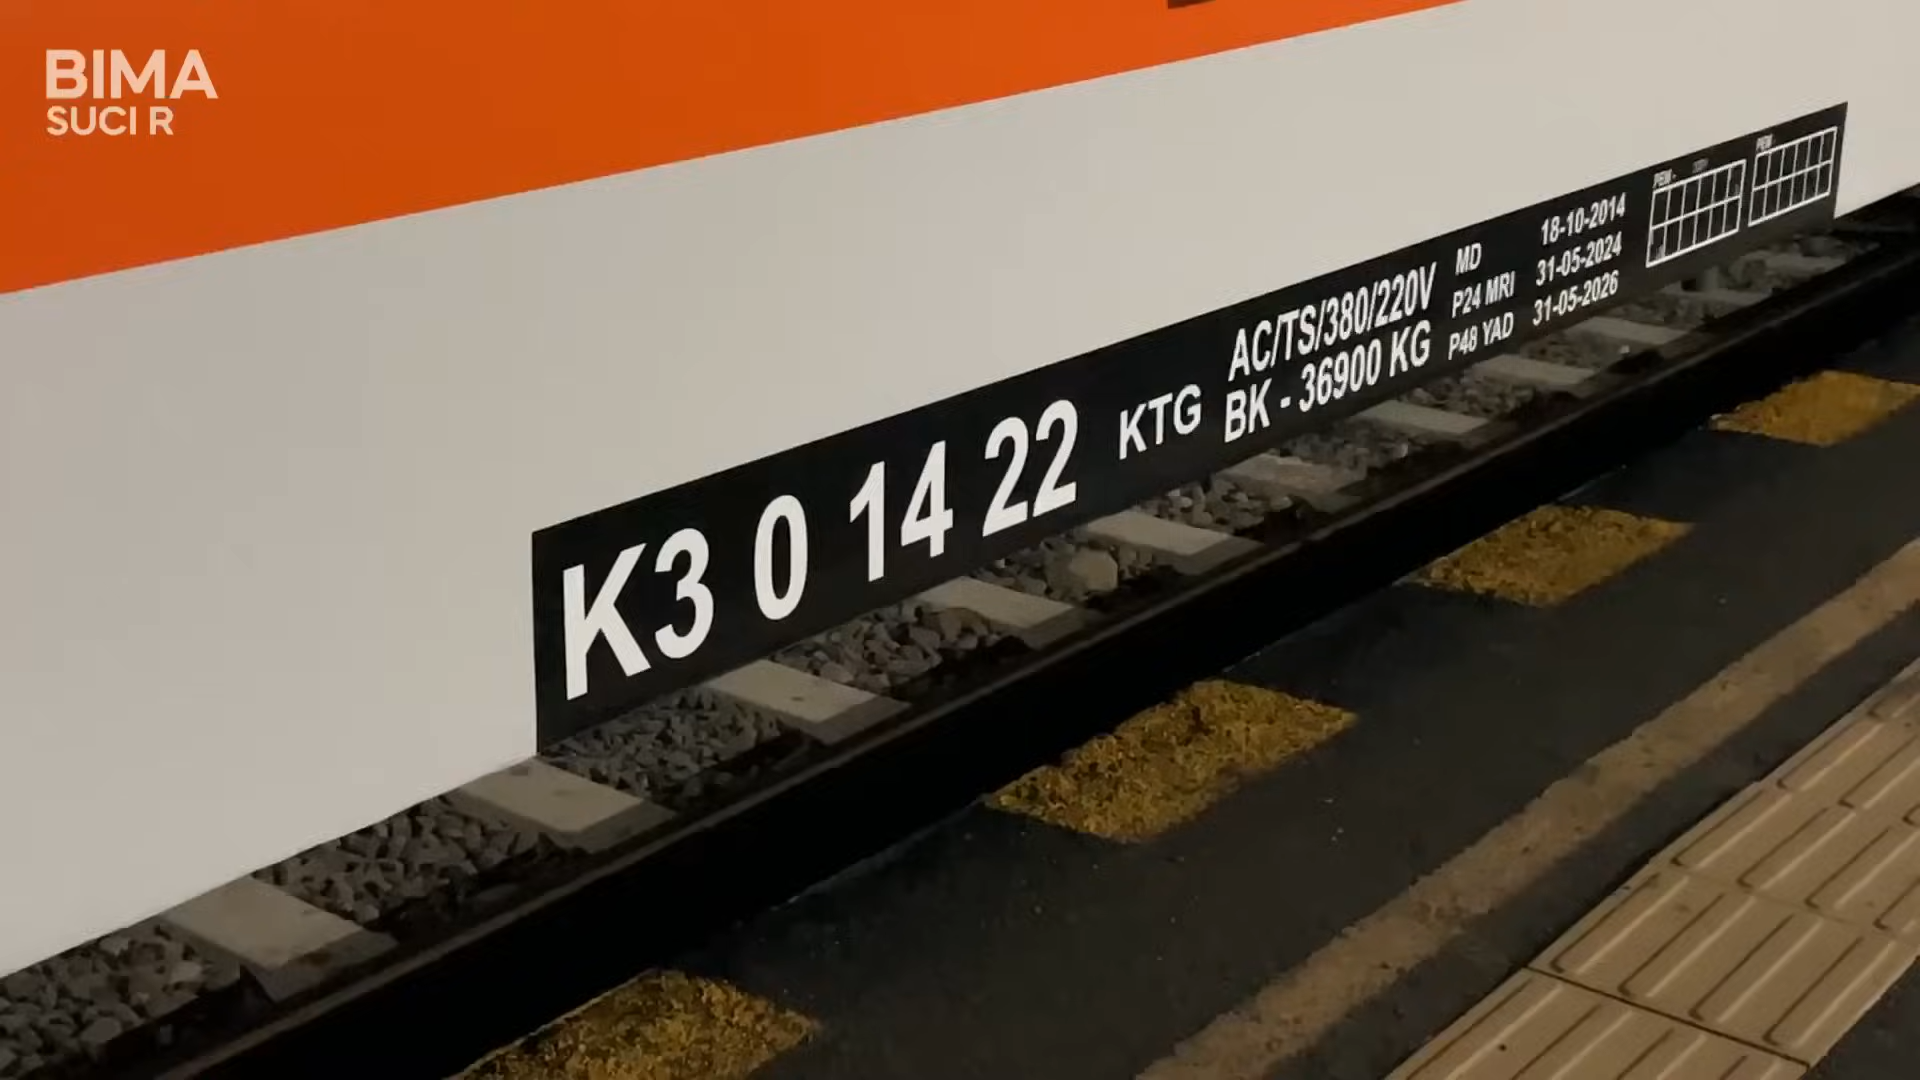 BIMA
SUCI R
K3 0 14 22
KTG
AC/TS/380/220V
BK - 36900 KG
MD 18-10-2014
P24 MRI 31-05-2024
P48 YAD 31-05-2026